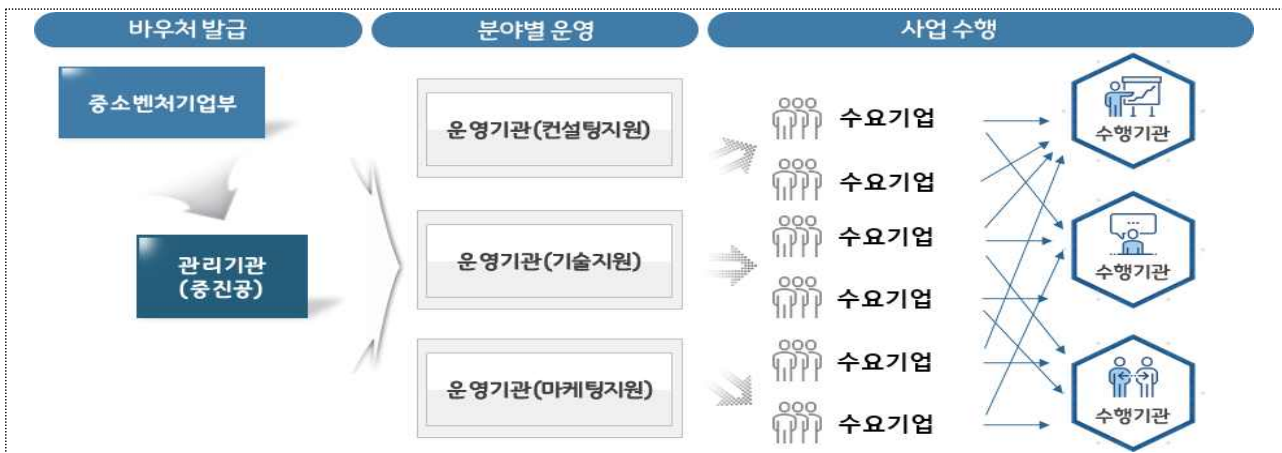 바우처 발급
분야별 운영
사업 수행
중소벤처기업부
관리기관
(중진공)
운영기관(컨설팅지원)
운영기관(기술지원)
운영기관(마케팅지원)
수요기업
수요기업
수요기업
수요기업
수요기업
수요기업
수행기관
수행기관
수행기관